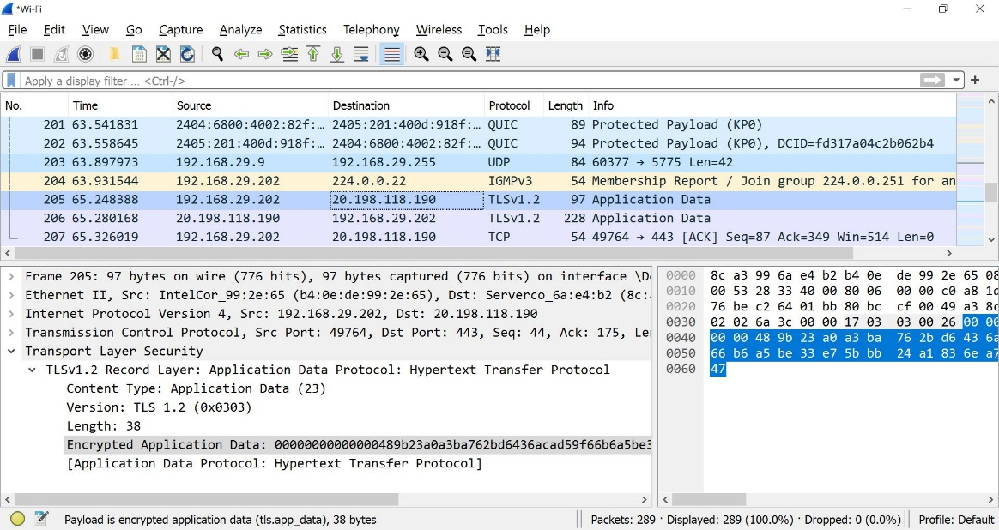 *Wi-Fi
File Edit View Go Capture Analyze Statistics Telephony Wireless Tools Help
Apply a display filter ... <Ctrl-/>
No. Time Source Destination Protocol Length Info
201 63.541831 2404:6800:4002:82f:… 2405:201:400d:918f:… QUIC 89 Protected Payload (KP0)
202 63.558645 2405:201:400d:918f:… 2404:6800:4002:82f:… QUIC 94 Protected Payload (KP0), DCID=fd317a04c2b062b4
203 63.897973 192.168.29.9 192.168.29.255 UDP 84 60377 → 5775 Len=42
204 63.931544 192.168.29.202 224.0.0.22 IGMPv3 54 Membership Report / Join group 224.0.0.251 for an
205 65.248388 192.168.29.202 20.198.118.190 TLSv1.2 97 Application Data
206 65.280168 20.198.118.190 192.168.29.202 TLSv1.2 228 Application Data
207 65.326019 192.168.29.202 20.198.118.190 TCP 54 49764 → 443 [ACK] Seq=87 Ack=349 Win=514 Len=0
Frame 205: 97 bytes on wire (776 bits), 97 bytes captured (776 bits) on interface \De
Ethernet II, Src: IntelCor_99:2e:65 (b4:0e:de:99:2e:65), Dst: Serverco_6a:e4:b2 (8c:a
Internet Protocol Version 4, Src: 192.168.29.202, Dst: 20.198.118.190
Transmission Control Protocol, Src Port: 49764, Dst Port: 443, Seq: 44, Ack: 175, Ler
Transport Layer Security
TLSv1.2 Record Layer: Application Data Protocol: Hypertext Transfer Protocol
Content Type: Application Data (23)
Version: TLS 1.2 (0x0303)
Length: 38
Encrypted Application Data: 00000000000000489b23a0a3ba762bd6436acad59f66b6a5be3
[Application Data Protocol: Hypertext Transfer Protocol]
0000 8c a3 99 6a e4 b2 b4 0e de 99 2e 65 08
0010 00 53 28 33 40 00 80 06 00 00 c0 a8 1d
0020 76 be c2 64 01 bb 80 bc cf 00 49 a3 8d
0030 02 02 6a 3c 00 00 17 03 03 00 26 00 00
0040 00 00 48 9b 23 a0 a3 ba 76 2b d6 43 6a
0050 66 b6 a5 be 33 e7 5b bb 24 a1 83 6e a7
0060 47
Payload is encrypted application data (tls.app_data), 38 bytes
Packets: 289 · Displayed: 289 (100.0%) · Dropped: 0 (0.0%)
Profile: Default